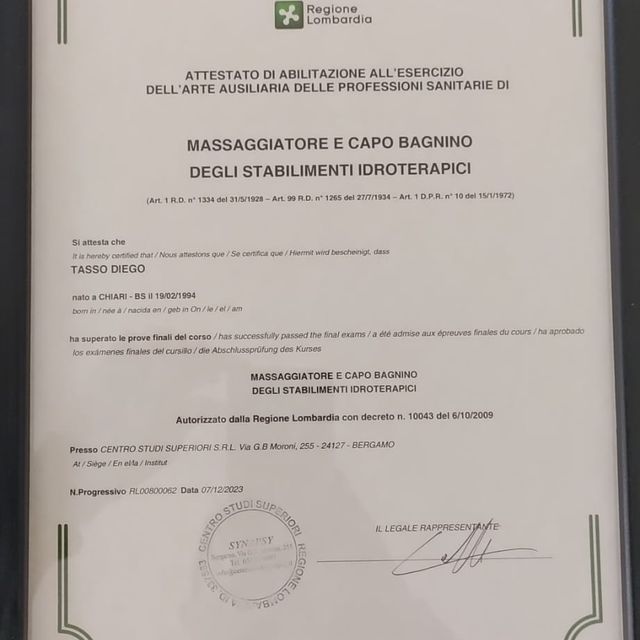 Regione
Lombardia
ATTESTATO DI ABILITAZIONE ALL'ESERCIZIO
DELL'ARTE AUSILIARIA DELLE PROFESSIONI SANITARIE DI
MASSAGGIATORE E CAPO BAGNINO
DEGLI STABILIMENTI IDROTERAPICI
(Art. 1 R.D. n° 1334 del 31/5/1928 – Art. 99 R.D. n° 1265 del 27/7/1934 – Art. 1 D.P.R. n° 10 del 15/1/1972)
Si attesta che
It is hereby certified that / Nous attestons que / Se certifica que / Hiermit wird bescheinigt, dass
TASSO DIEGO
nato a CHIARI - BS il 19/02/1994
born in / née à / nacida en / geb in On / le / el / am
ha superato le prove finali del corso / has successfully passed the final exams / a été admise aux épreuves finales du cours / ha aprobado
los exámenes finales del cursillo / die Abschlussprüfung des Kurses
MASSAGGIATORE E CAPO BAGNINO
DEGLI STABILIMENTI IDROTERAPICI
Autorizzato dalla Regione Lombardia con decreto n. 10043 del 6/10/2009
Presso CENTRO STUDI SUPERIORI S.R.L. Via G.B Moroni, 255 - 24127 - BERGAMO
At / Siège / En el/la / Institut
N.Progressivo RL00800062 Data 07/12/2023
CENTRO STUDI SUPERIORI
REGIONE LOMBARDIA
IL LEGALE RAPPRESENTANTE